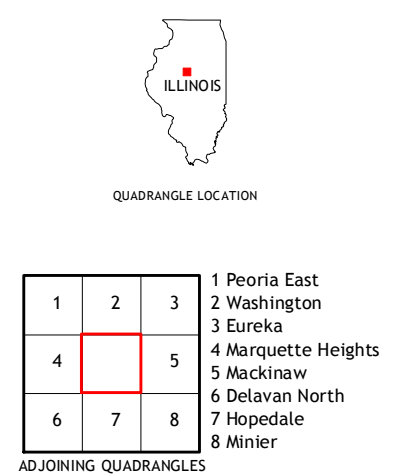 ILLINOIS
QUADRANGLE LOCATION
1 2 3
4 5
6 7 8
1 Peoria East
2 Washington
3 Eureka
4 Marquette Heights
5 Mackinaw
6 Delavan North
7 Hopedale
8 Minier
ADJOINING QUADRANGLES